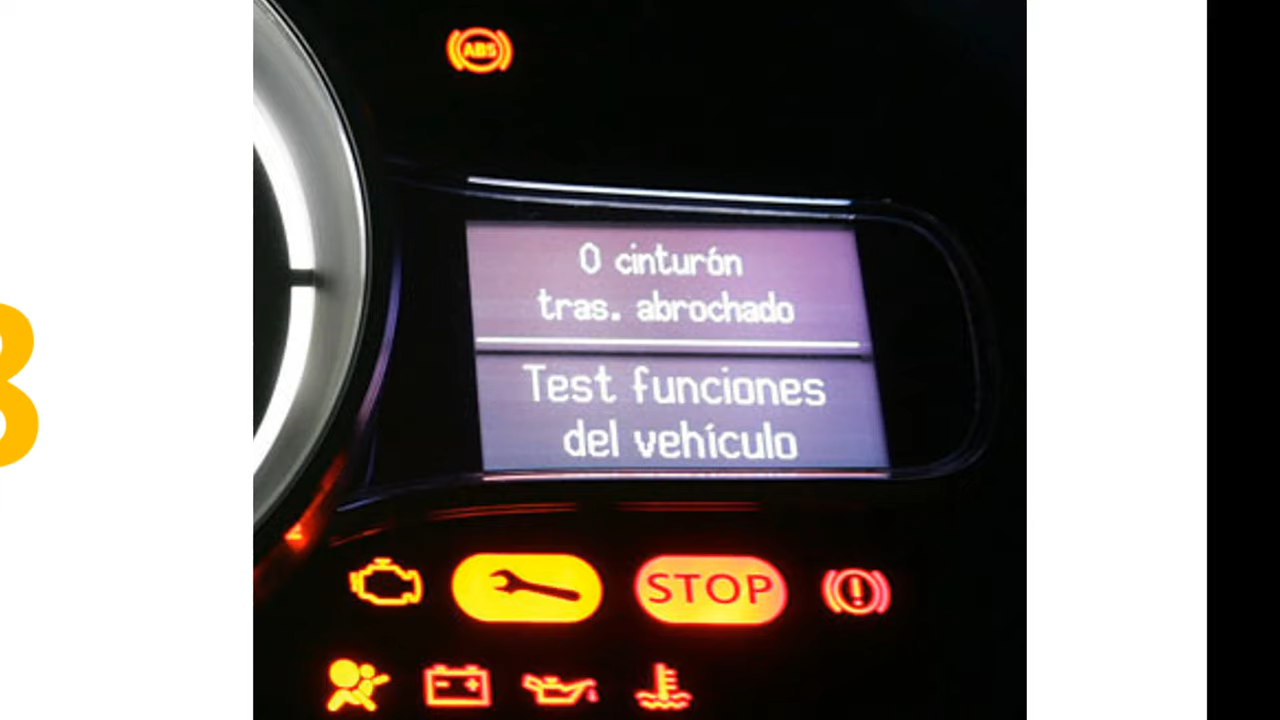 ABS
0 cinturón
tras. abrochado
Test funciones
del vehículo
STOP